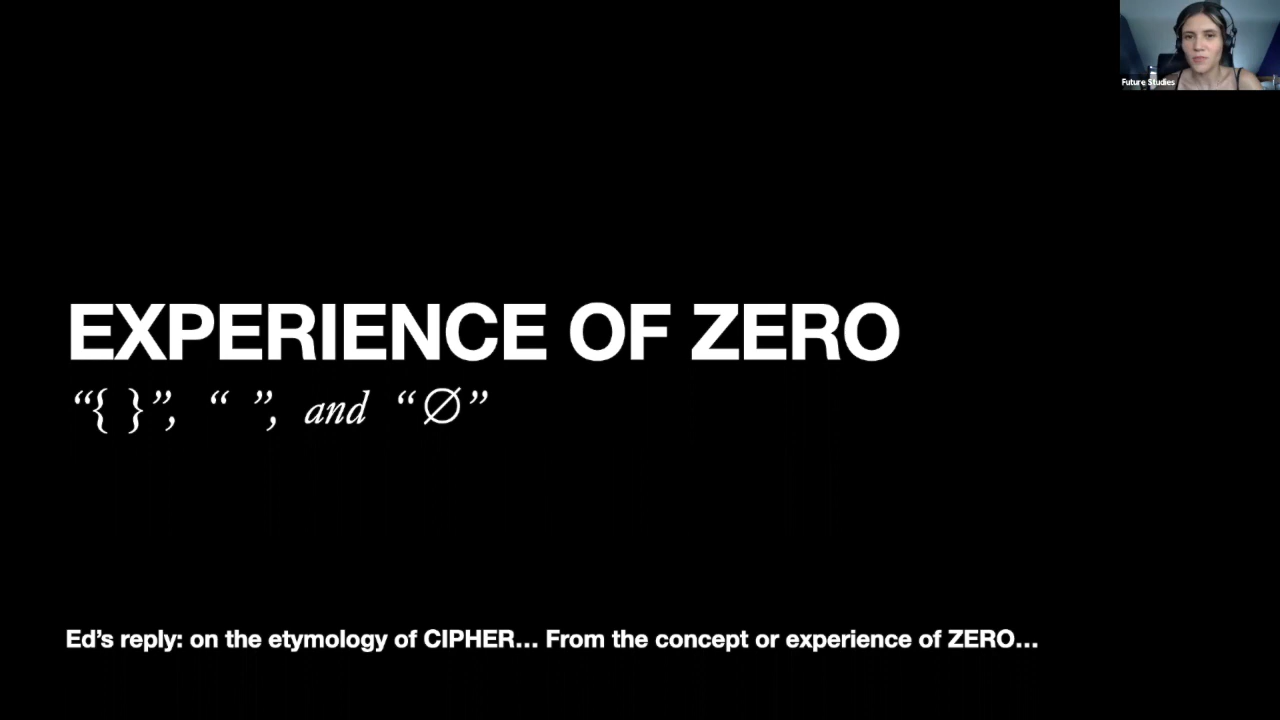 Future Studies
EXPERIENCE OF ZERO
“{ }”, “ ”, and “∅”
Ed’s reply: on the etymology of CIPHER... From the concept or experience of ZERO...